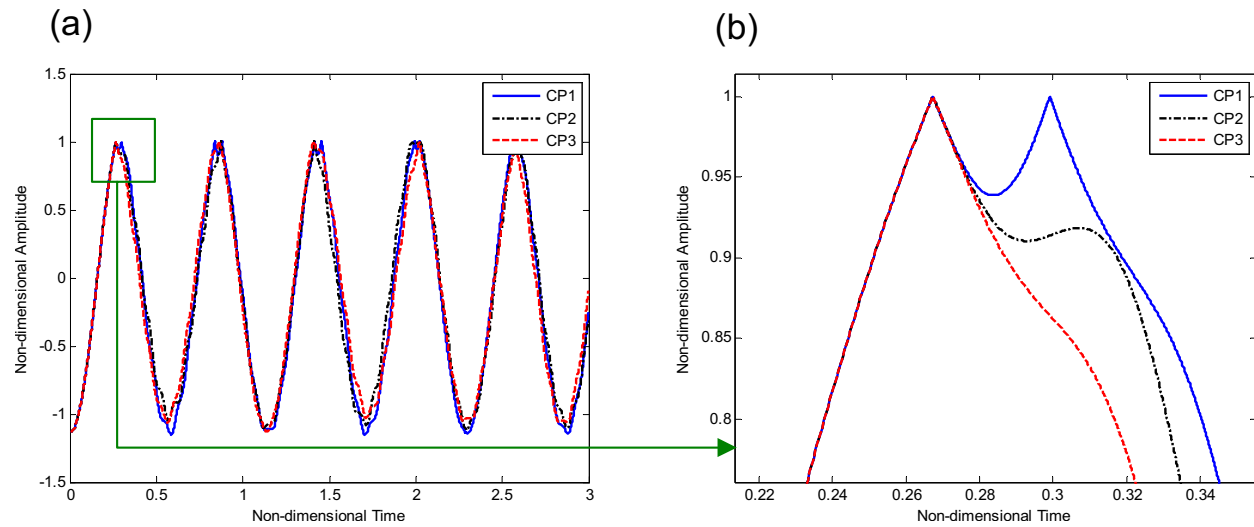 (a)
(b)
1.5
1
0.5
0
-0.5
-1
-1.5
0
0.5
1
1.5
2
2.5
3
Non-dimensional Time
Non-dimensional Amplitude
CP1
CP2
CP3
1
0.95
0.9
0.85
0.8
0.22
0.24
0.26
0.28
0.3
0.32
0.34
Non-dimensional Time
Non-dimensional Amplitude
CP1
CP2
CP3